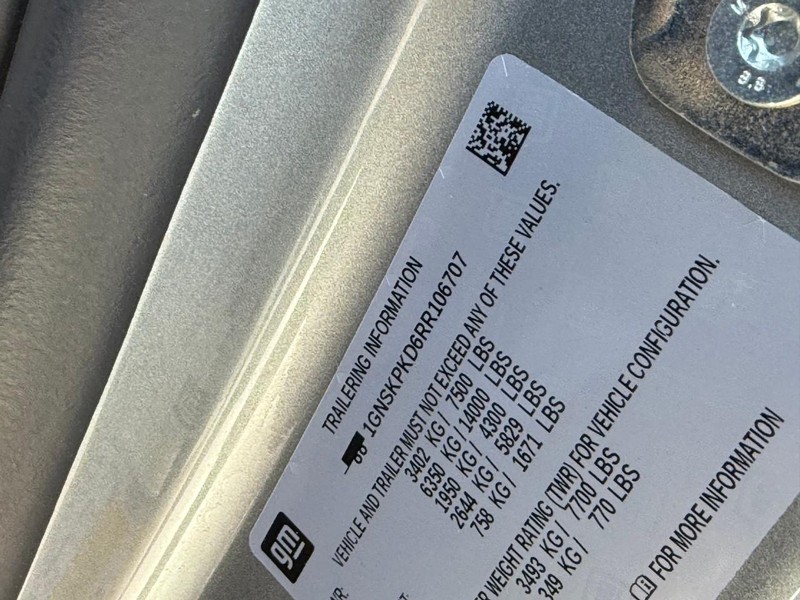 8.8
TRAILERING INFORMATION
1GNSKPKD6RR106707
VEHICLE AND TRAILER MUST NOT EXCEED ANY OF THESE VALUES.
3402 KG/ 7500 LBS
6350 KG/14000 LBS
1950 KG/ 4300 LBS
2644 KG/ 5829 LBS
758 KG/ 1671 LBS
WEIGHT RATING (TWR) FOR VEHICLE CONFIGURATION.
3493 KG/ 7700 LBS
349 KG/ 770 LBS
FOR MORE INFORMATION
gm